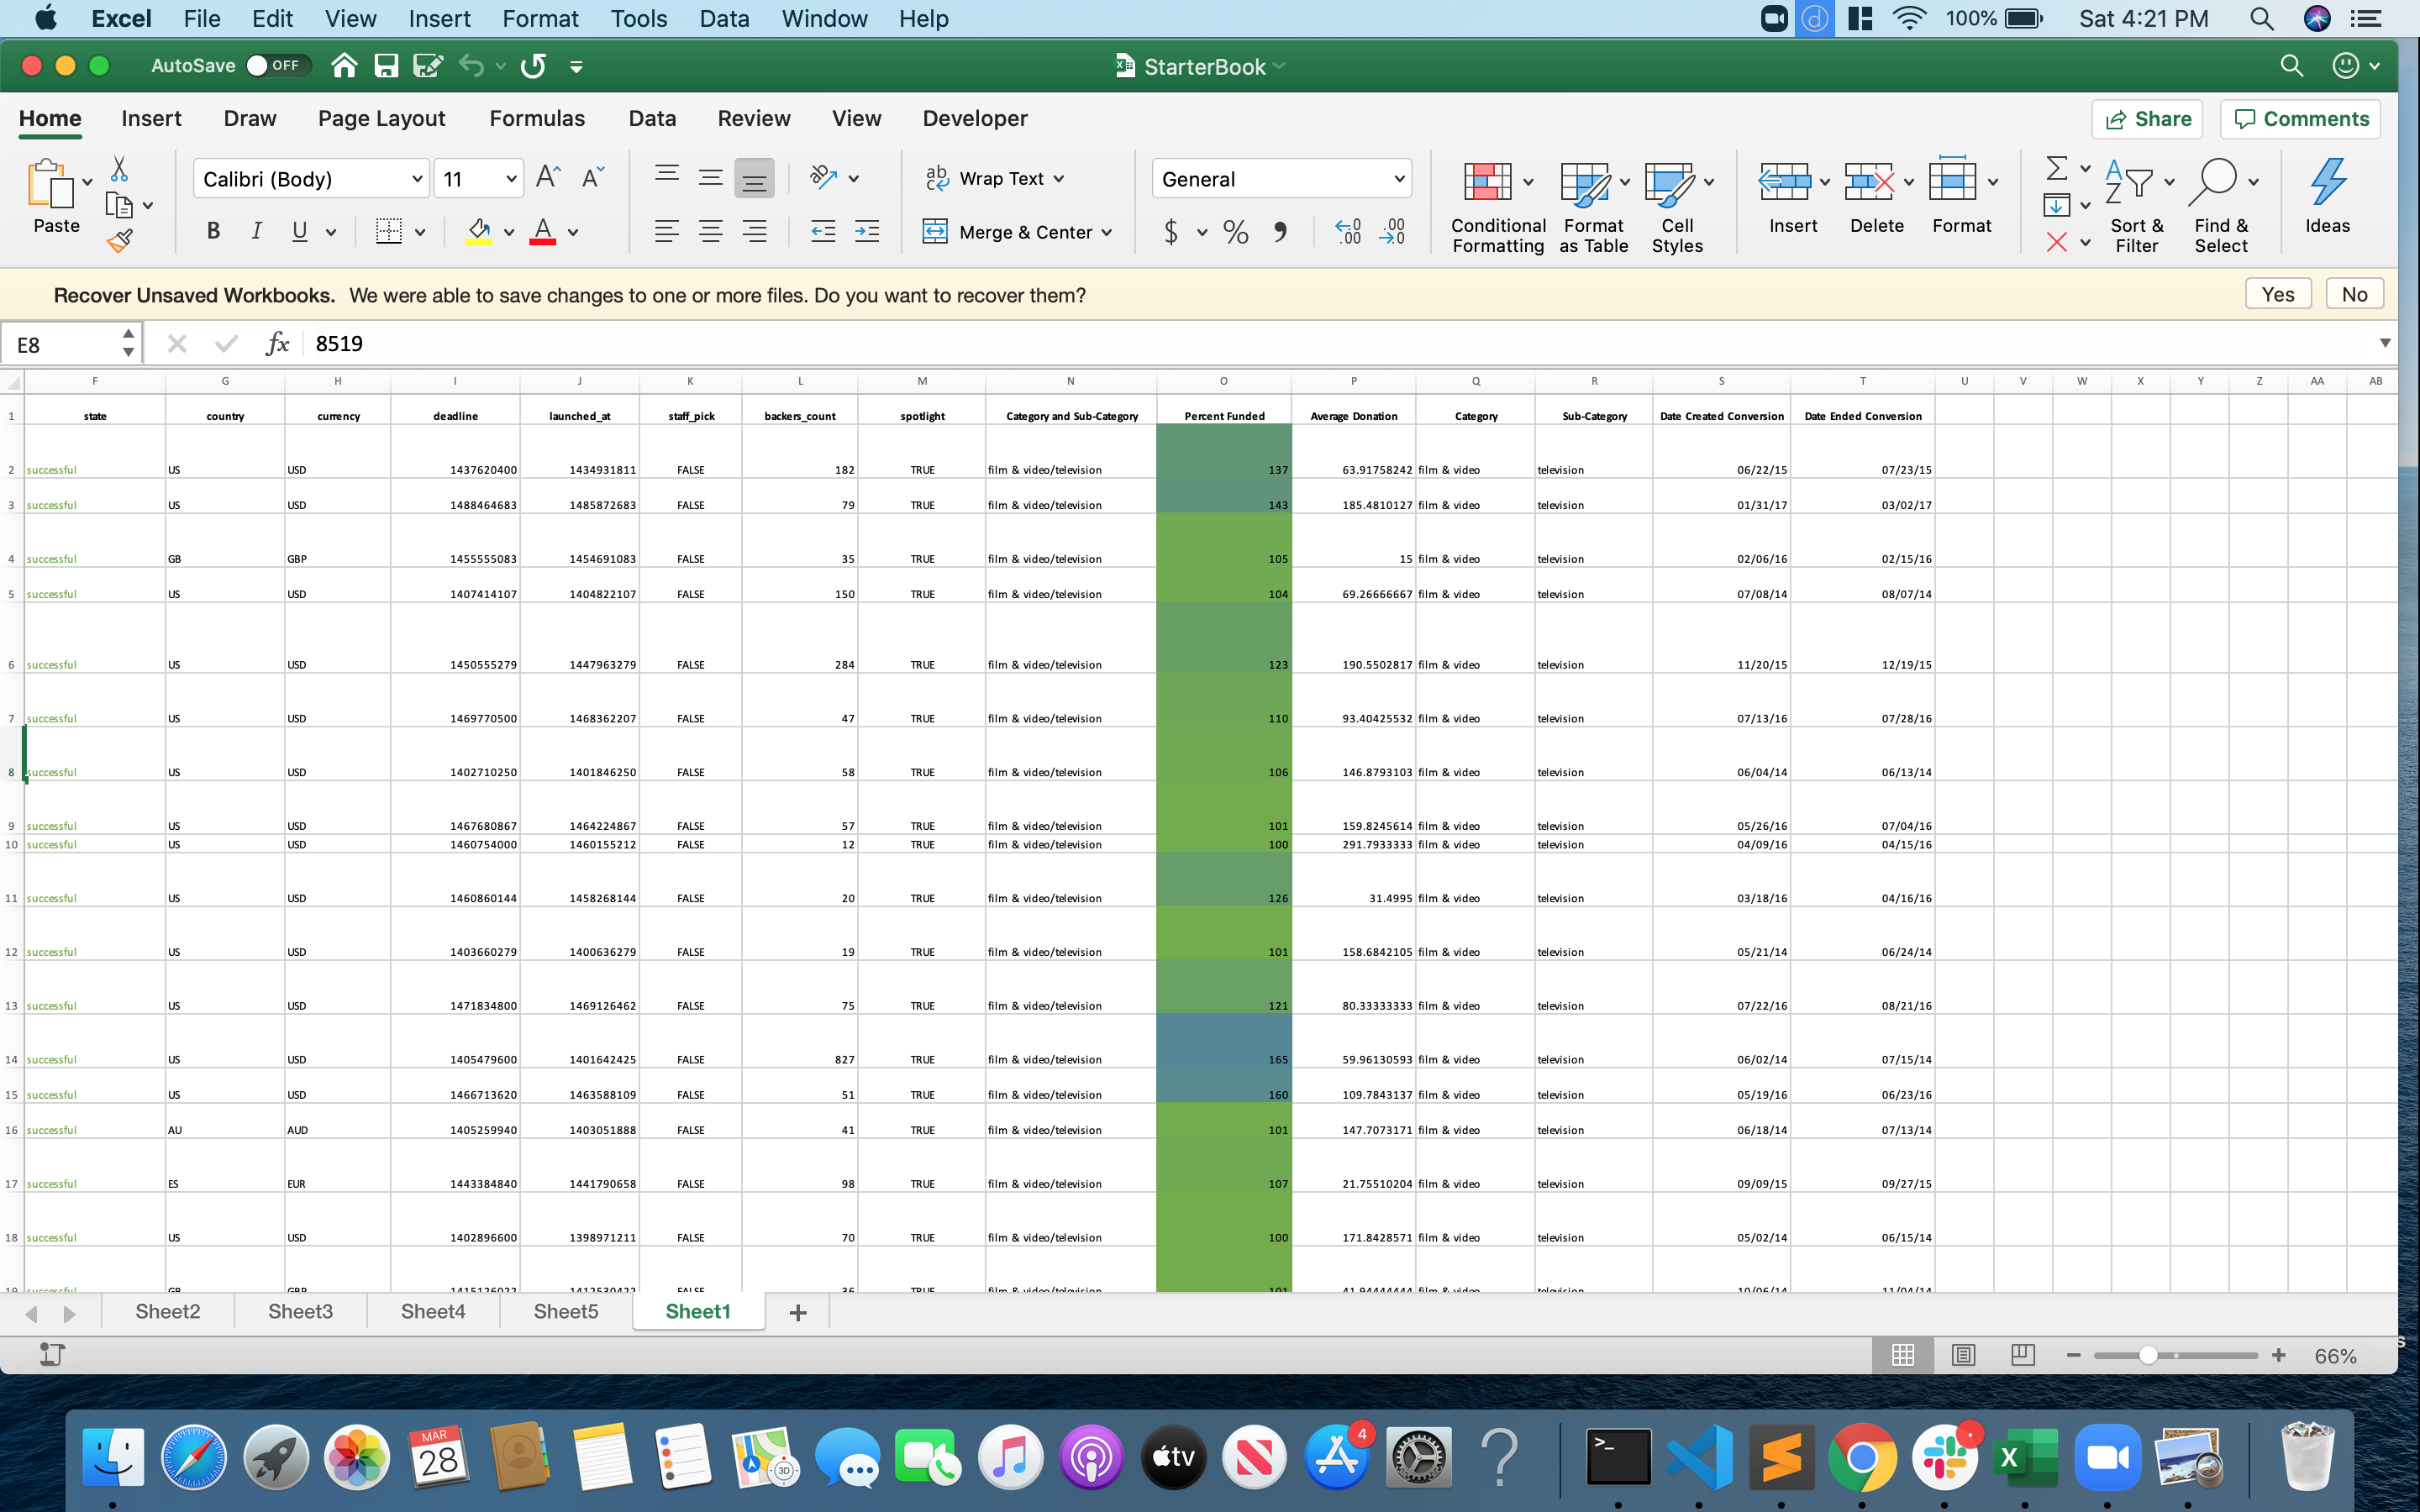 Excel File Edit View Insert Format Tools Data Window Help 100% Sat 4:21 PM
AutoSave OFF StarterBook
Home Insert Draw Page Layout Formulas Data Review View Developer Share Comments
Paste Calibri (Body) 11 Wrap Text General Conditional Formatting Format as Table Cell Styles Insert Delete Format Sort & Filter Find & Select Ideas
B I U A Merge & Center $ %
Recover Unsaved Workbooks. We were able to save changes to one or more files. Do you want to recover them? Yes No
E8 fx 8519
F G H I J K L M N O P Q R S T U V W X Y Z AA AB
1 state country currency deadline launched_at staff_pick backers_count spotlight Category and Sub-Category Percent Funded Average Donation Category Sub-Category Date Created Conversion Date Ended Conversion
2 successful US USD 1437620400 1434931811 FALSE 182 TRUE film & video/television 137 63.91758242 film & video television 06/22/15 07/23/15
3 successful US USD 1488464683 1485872683 FALSE 79 TRUE film & video/television 143 185.4810127 film & video television 01/31/17 03/02/17
4 successful GB GBP 1455555083 1454691083 FALSE 35 TRUE film & video/television 105 15 film & video television 02/06/16 02/15/16
5 successful US USD 1407414107 1404822107 FALSE 150 TRUE film & video/television 104 69.26666667 film & video television 07/08/14 08/07/14
6 successful US USD 1450555279 1447963279 FALSE 284 TRUE film & video/television 123 190.5502817 film & video television 11/20/15 12/19/15
7 successful US USD 1469770500 1468362207 FALSE 47 TRUE film & video/television 110 93.40425532 film & video television 07/13/16 07/28/16
8 successful US USD 1402710250 1401846250 FALSE 58 TRUE film & video/television 106 146.8793103 film & video television 06/04/14 06/13/14
9 successful US USD 1467680867 1464224867 FALSE 57 TRUE film & video/television 101 159.8245614 film & video television 05/26/16 07/04/16
10 successful US USD 1460754000 1460155212 FALSE 12 TRUE film & video/television 100 291.7933333 film & video television 04/09/16 04/15/16
11 successful US USD 1460860144 1458268144 FALSE 20 TRUE film & video/television 126 31.4995 film & video television 03/18/16 04/16/16
12 successful US USD 1403660279 1400636279 FALSE 19 TRUE film & video/television 101 158.6842105 film & video television 05/21/14 06/24/14
13 successful US USD 1471834800 1469126462 FALSE 75 TRUE film & video/television 121 80.33333333 film & video television 07/22/16 08/21/16
14 successful US USD 1405479600 1401642425 FALSE 827 TRUE film & video/television 165 59.96130593 film & video television 06/02/14 07/15/14
15 successful US USD 1466713620 1463588109 FALSE 51 TRUE film & video/television 160 109.7843137 film & video television 05/19/16 06/23/16
16 successful AU AUD 1405259940 1403051888 FALSE 41 TRUE film & video/television 101 147.7073171 film & video television 06/18/14 07/13/14
17 successful ES EUR 1443384840 1441790658 FALSE 98 TRUE film & video/television 107 21.75510204 film & video television 09/09/15 09/27/15
18 successful US USD 1402896600 1398971211 FALSE 70 TRUE film & video/television 100 171.8428571 film & video television 05/02/14 06/15/14
Sheet2 Sheet3 Sheet4 Sheet5 Sheet1 +
66%
MAR 28 3D tv 4